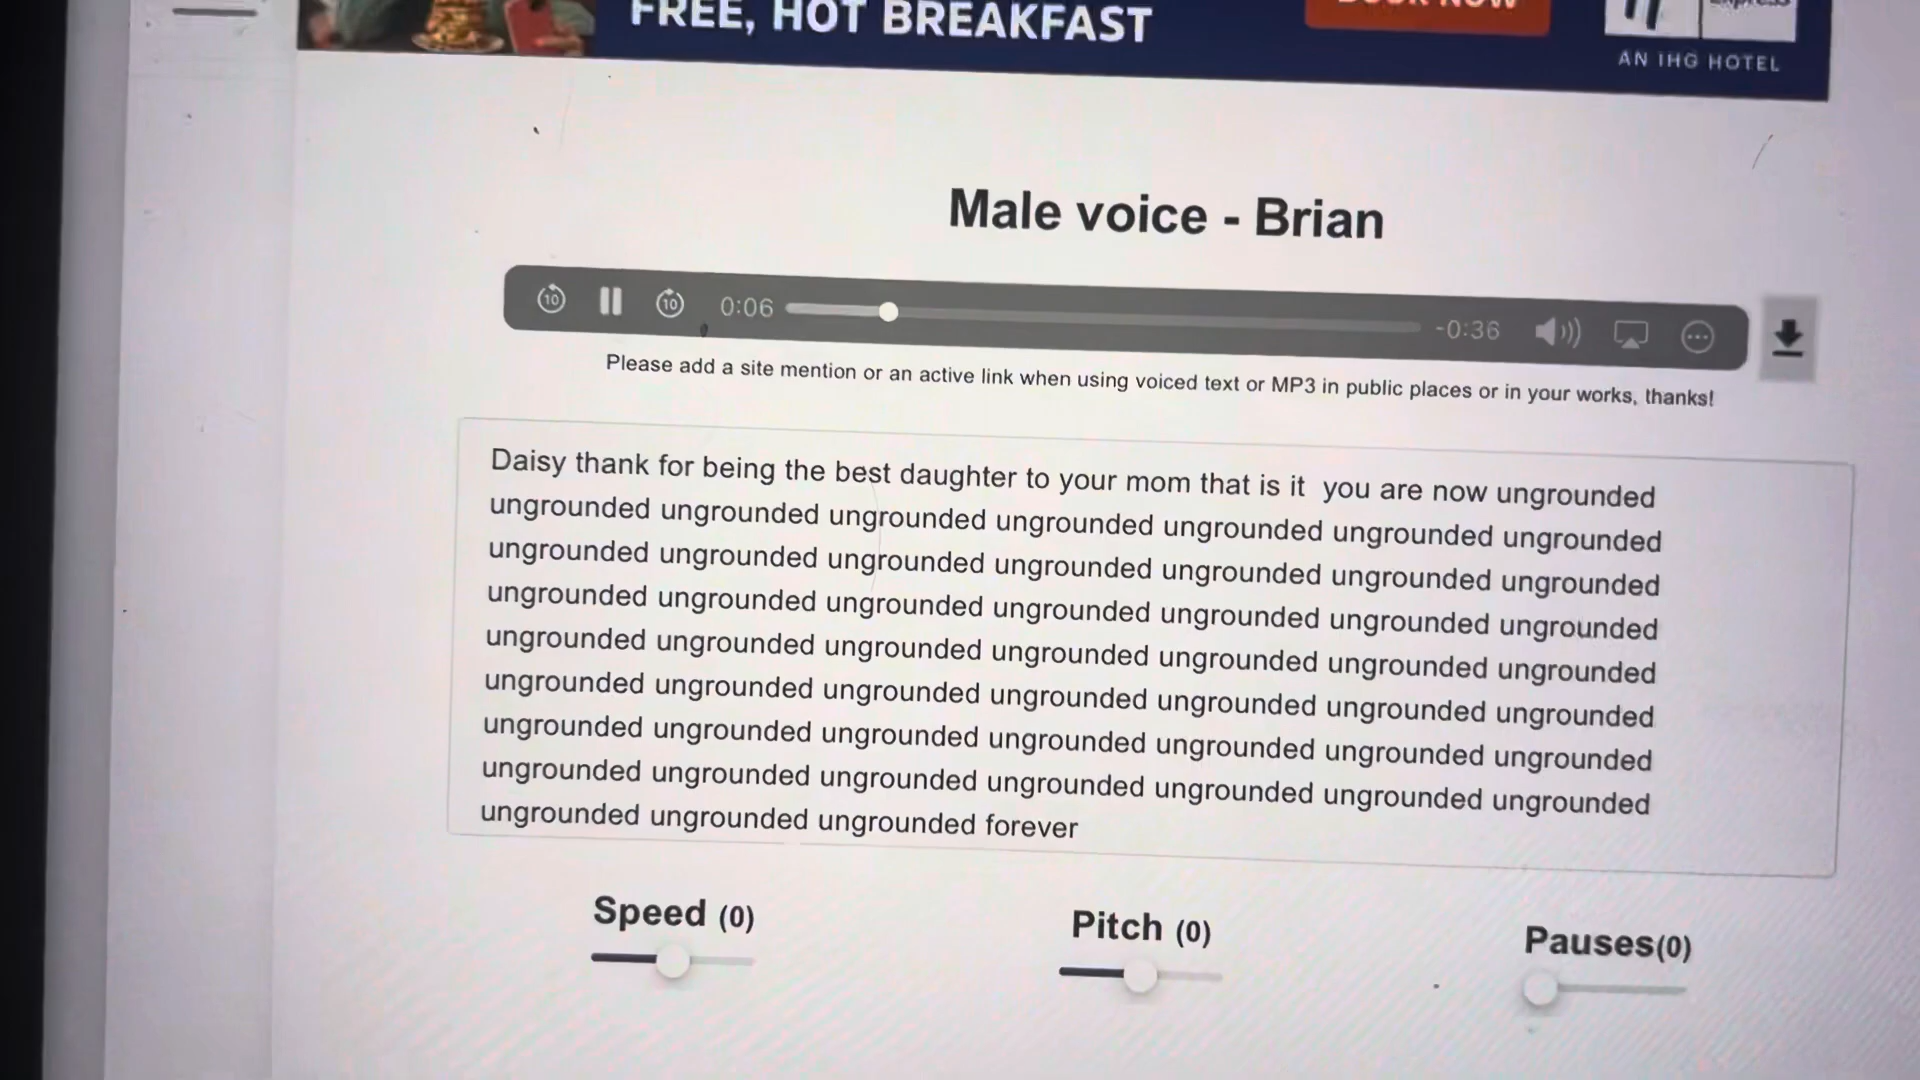 FREE, HOT BREAKFAST
BOOK NOW
AN IHG HOTEL
Male voice - Brian
10
10
0:06
-0:36
Please add a site mention or an active link when using voiced text or MP3 in public places or in your works, thanks!
Daisy thank for being the best daughter to your mom that is it  you are now ungrounded
ungrounded ungrounded ungrounded ungrounded ungrounded ungrounded ungrounded
ungrounded ungrounded ungrounded ungrounded ungrounded ungrounded ungrounded
ungrounded ungrounded ungrounded ungrounded ungrounded ungrounded ungrounded
ungrounded ungrounded ungrounded ungrounded ungrounded ungrounded ungrounded
ungrounded ungrounded ungrounded ungrounded ungrounded ungrounded ungrounded
ungrounded ungrounded ungrounded ungrounded ungrounded ungrounded ungrounded
ungrounded ungrounded ungrounded ungrounded ungrounded ungrounded ungrounded
ungrounded ungrounded ungrounded forever
Speed (0)
Pitch (0)
Pauses(0)